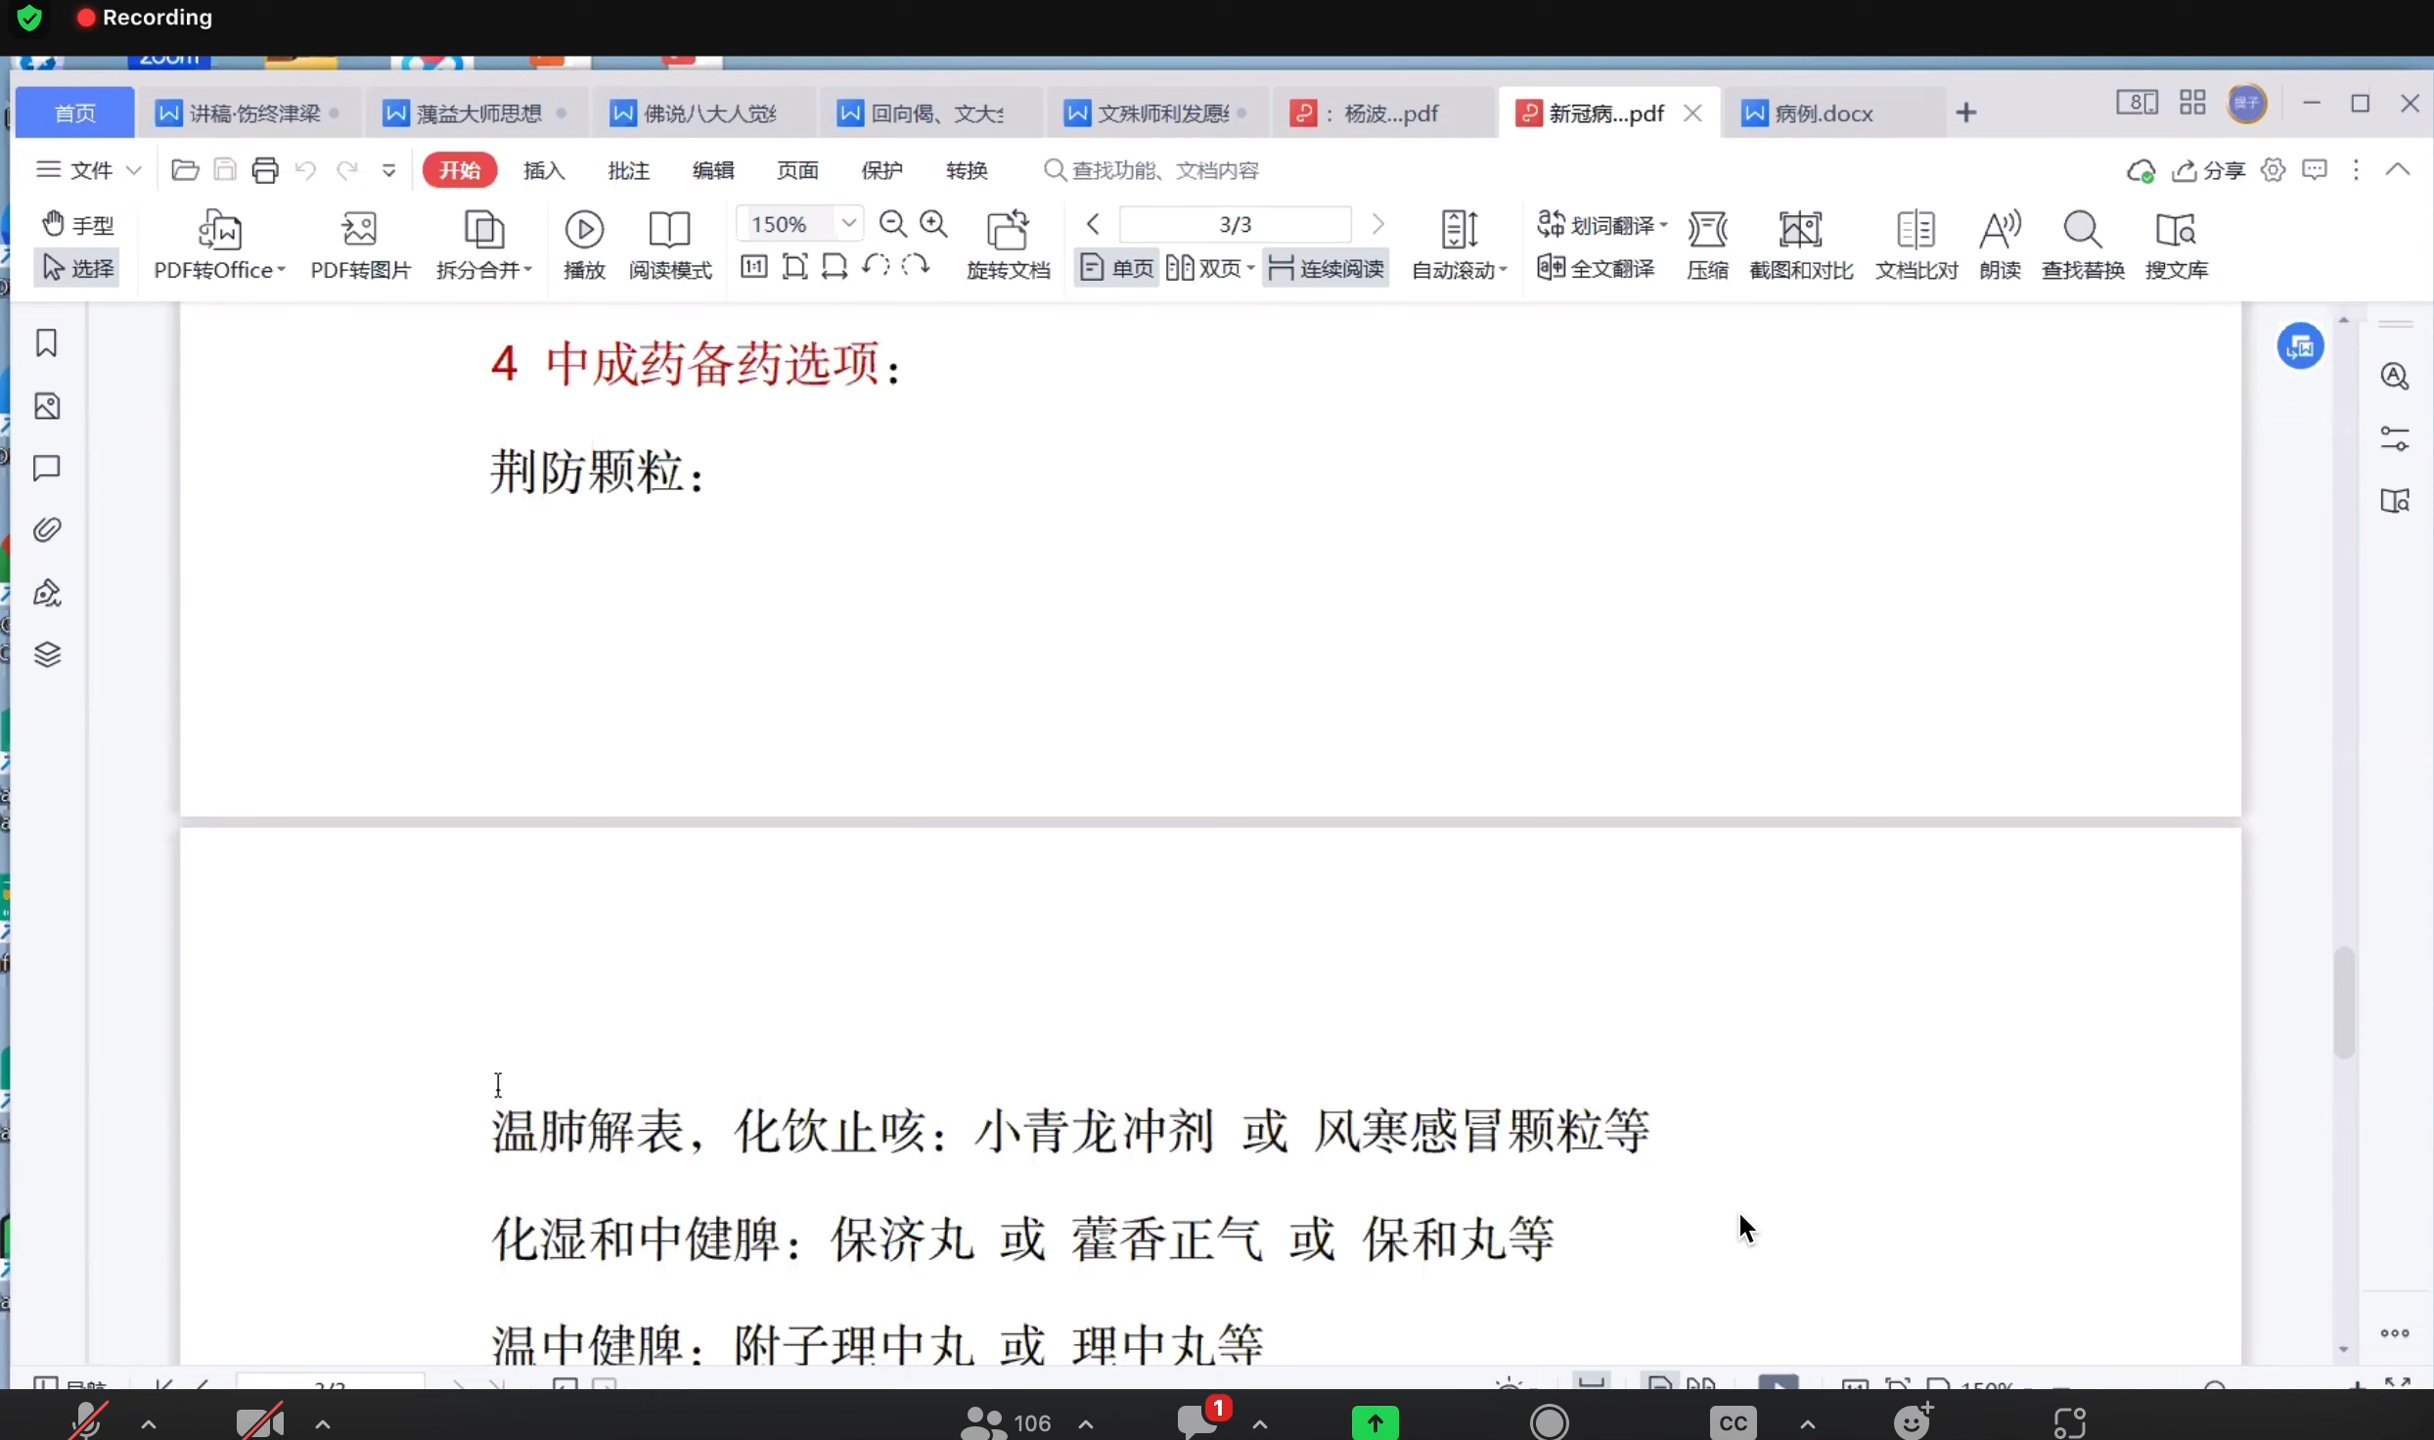 Recording
zoom
首页
讲稿·饬终津梁
蕅益大师思想
佛说八大人觉
回向偈、文大
文殊师利发愿
：杨波...pdf
新冠病...pdf
病例.docx
文件
开始
插入
批注
编辑
页面
保护
转换
查找功能、文档内容
分享
手型
选择
PDF转Office
PDF转图片
拆分合并
播放
阅读模式
150%
旋转文档
3/3
单页
双页
连续阅读
自动滚动
划词翻译
全文翻译
压缩
截图和对比
文档比对
朗读
查找替换
搜文库
4 中成药备药选项：
荆防颗粒：
温肺解表，化饮止咳：小青龙冲剂 或 风寒感冒颗粒等
化湿和中健脾：保济丸 或 藿香正气 或 保和丸等
温中健脾：附子理中丸 或 理中丸等
导航
3/3
150%
106
1
CC